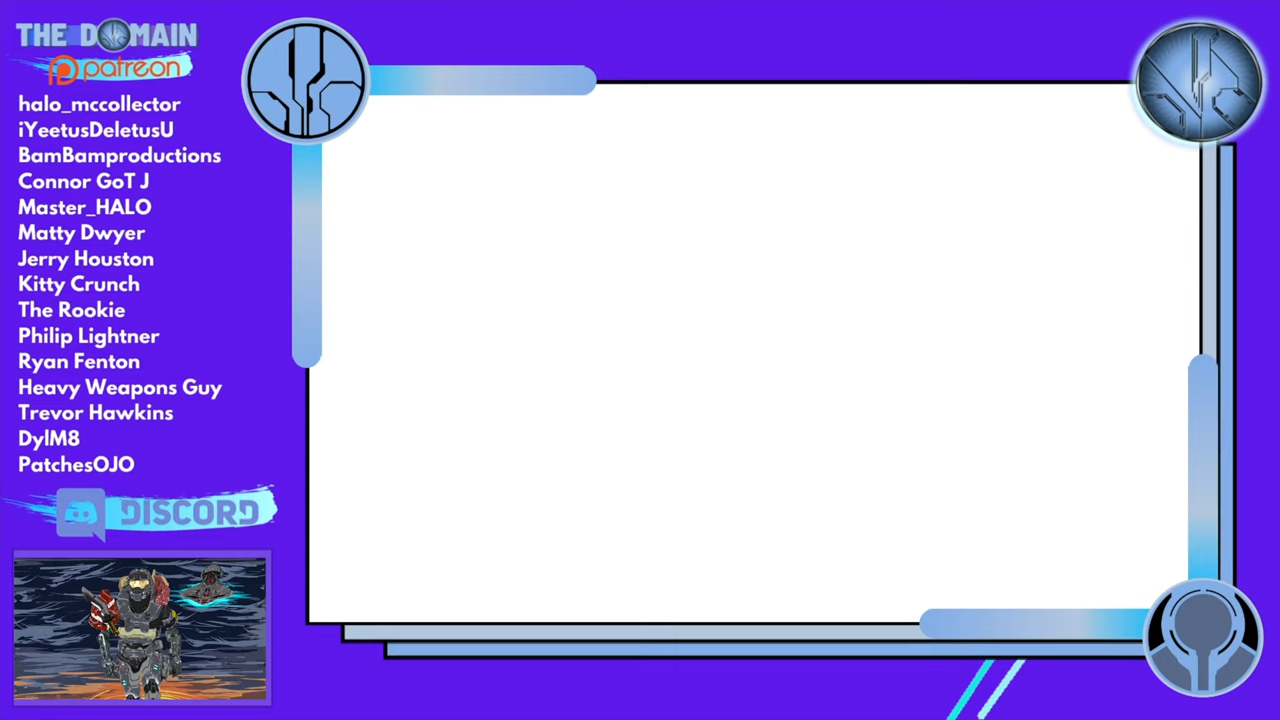 THE DOMAIN
patreon
halo_mccollector
iYeetusDeletusU
BamBamproductions
Connor GoT J
Master_HALO
Matty Dwyer
Jerry Houston
Kitty Crunch
The Rookie
Philip Lightner
Ryan Fenton
Heavy Weapons Guy
Trevor Hawkins
DylM8
PatchesOJO
DISCORD